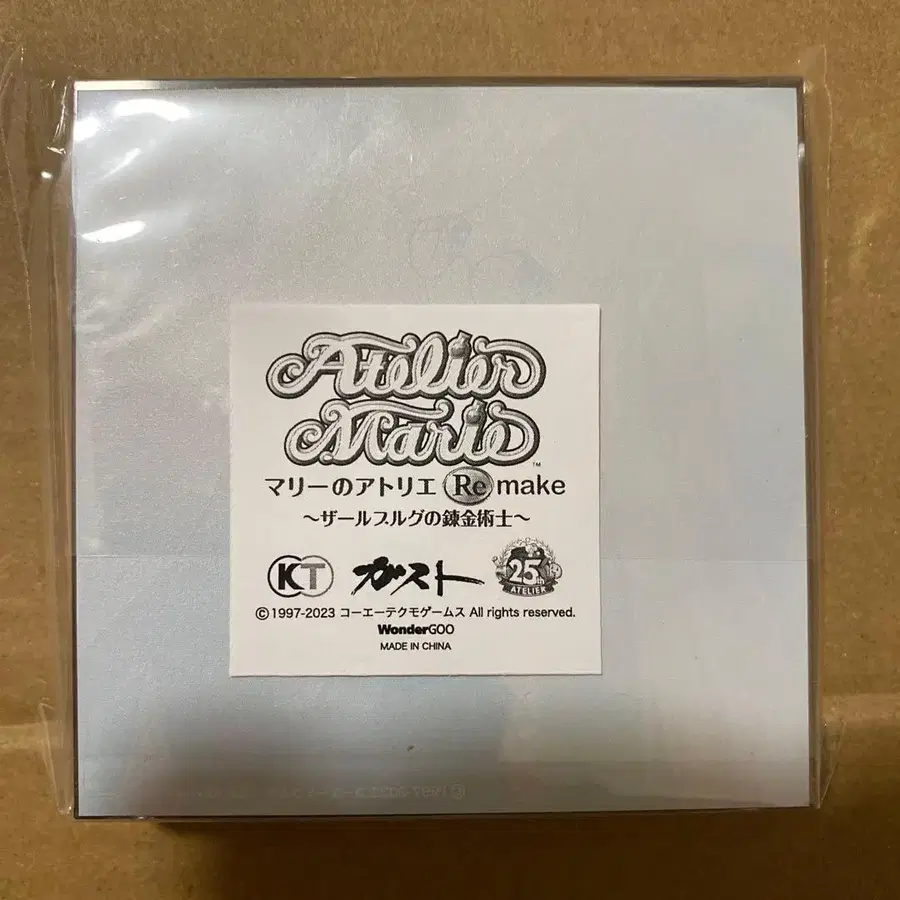 Atelier
Marie
TM
マリーのアトリエ Re make
～ザールブルグの錬金術士～
KT ガスト 25th
ATELIER
©1997-2023 コーエーテクモゲームス All rights reserved.
WonderGOO
MADE IN CHINA